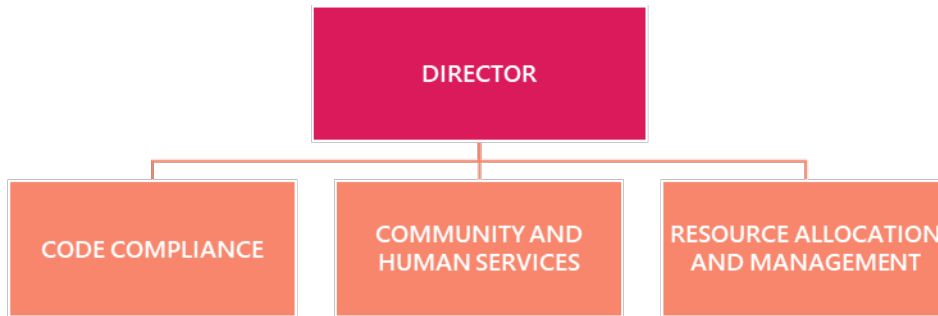 DIRECTOR
CODE COMPLIANCE
COMMUNITY AND
HUMAN SERVICES
RESOURCE ALLOCATION
AND MANAGEMENT